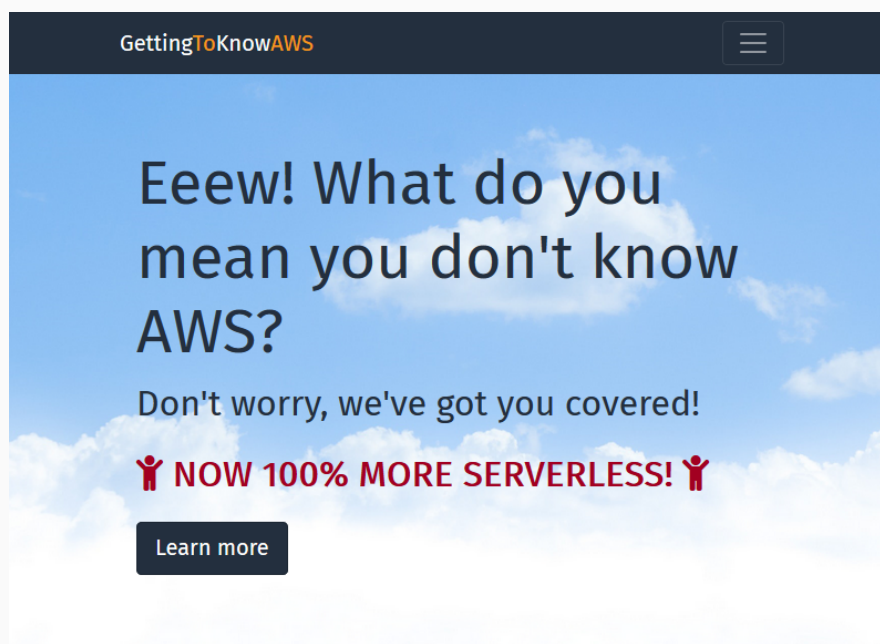 GettingToKnowAWS
Eeew! What do you
mean you don't know
AWS?
Don't worry, we've got you covered!
NOW 100% MORE SERVERLESS!
Learn more